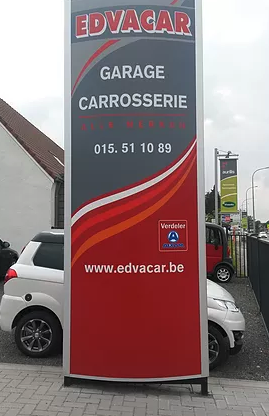 EDVACAR
GARAGE
CARROSSERIE
015. 51 10 89
Verdeler
www.edvacar.be